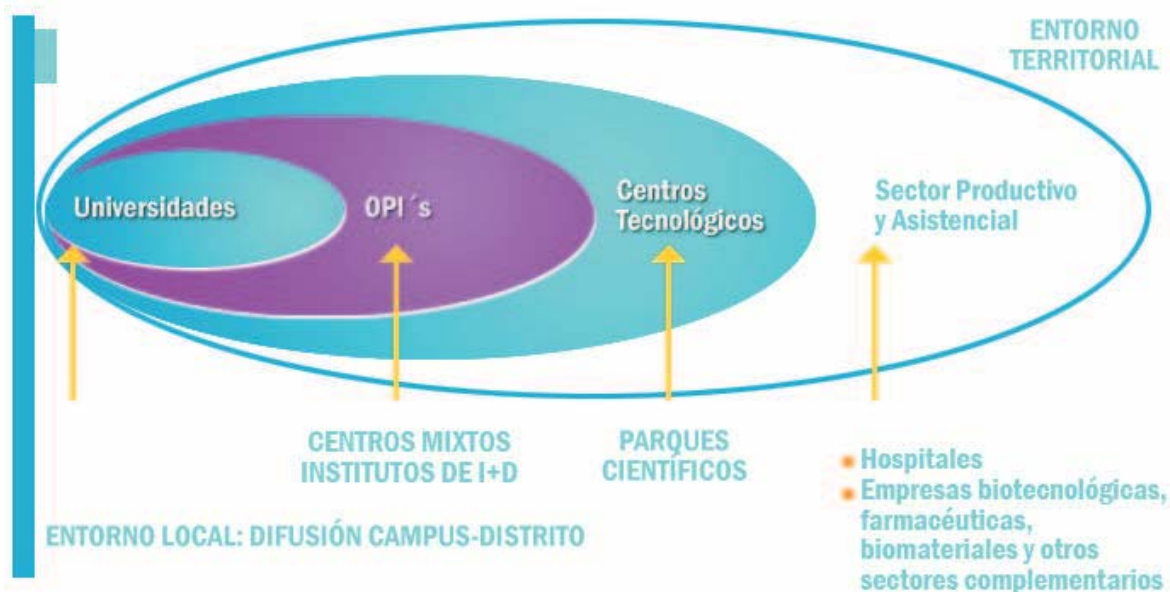 ENTORNO
TERRITORIAL
Universidades
OPI´s
Centros
Tecnológicos
Sector Productivo
y Asistencial
CENTROS MIXTOS
INSTITUTOS DE I+D
PARQUES
CIENTÍFICOS
Hospitales
Empresas biotecnológicas,
farmacéuticas,
biomateriales y otros
sectores complementarios
ENTORNO LOCAL: DIFUSIÓN CAMPUS-DISTRITO